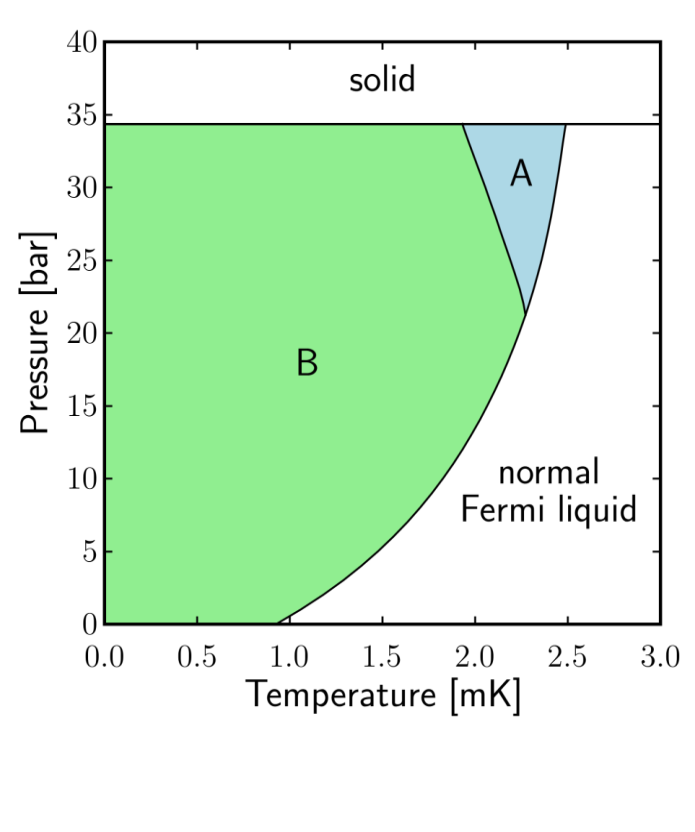 40
solid
35
A
30
25
Pressure [bar]
20
B
15
10
normal
Fermi liquid
5
0
0.0 0.5 1.0 1.5 2.0 2.5 3.0
Temperature [mK]